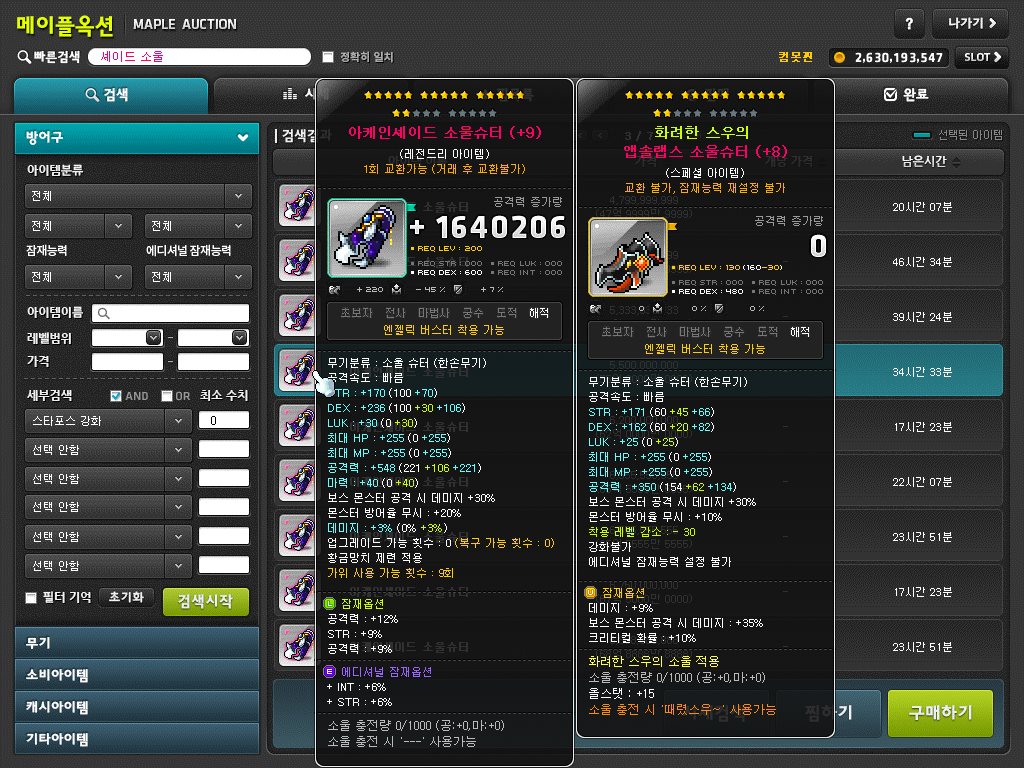 메이플옥션 MAPLE AUCTION
? 나가기
빠른검색 셰이드 소울 정확히 일치
컴못찐 2,630,193,547 SLOT
검색
완료
방어구
검색결과 3 / 7
선택된 아이템
남은시간
아이템분류
전체
전체 전체
잠재능력 에디셔널 잠재능력
전체 전체
아이템이름
레벨범위 -
가격 -
세부검색 AND OR 최소 수치
스타포스 강화 0
선택 안함
선택 안함
선택 안함
선택 안함
선택 안함
필터 기억 초기화 검색시작
무기
소비아이템
캐시아이템
기타아이템
아케인셰이드 소울슈터 (+9)
(레전드리 아이템)
1회 교환가능 (거래 후 교환불가)
공격력 증가량
+ 1640206
REQ LEV : 200
REQ STR : 000 REQ LUK : 000
REQ DEX : 600 REQ INT : 000
+ 220 - 45 % + 7 %
초보자 전사 마법사 궁수 도적 해적
엔젤릭 버스터 착용 가능
무기분류 : 소울 슈터 (한손무기)
공격속도 : 빠름
STR : +170 (100 +70)
DEX : +236 (100 +30 +106)
LUK : +30 (0 +30)
최대 HP : +255 (0 +255)
최대 MP : +255 (0 +255)
공격력 : +548 (221 +106 +221)
마력 : +40 (0 +40)
보스 몬스터 공격 시 데미지 +30%
몬스터 방어율 무시 : +20%
데미지 : +3% (0% +3%)
업그레이드 가능 횟수 : 0 (복구 가능 횟수 : 0)
황금망치 제련 적용
가위 사용 가능 횟수 : 9회
잠재옵션
공격력 : +12%
STR : +9%
공격력 : +9%
에디셔널 잠재옵션
+ INT : +6%
+ STR : +6%
소울 충전량 0/1000 (공:+0,마:+0)
소울 충전 시 '---' 사용가능
화려한 스우의
앱솔랩스 소울슈터 (+8)
(스페셜 아이템)
교환 불가, 잠재능력 재설정 불가
공격력 증가량
0
REQ LEV : 130 (160-30)
REQ STR : 000 REQ LUK : 000
REQ DEX : 480 REQ INT : 000
0 0 % 0 %
초보자 전사 마법사 궁수 도적 해적
엔젤릭 버스터 착용 가능
무기분류 : 소울 슈터 (한손무기)
공격속도 : 빠름
STR : +171 (60 +45 +66)
DEX : +162 (60 +20 +82)
LUK : +25 (0 +25)
최대 HP : +255 (0 +255)
최대 MP : +255 (0 +255)
공격력 : +350 (154 +62 +134)
보스 몬스터 공격 시 데미지 +30%
몬스터 방어율 무시 : +10%
착용 레벨 감소 : - 30
강화불가
에디셔널 잠재능력 설정 불가
잠재옵션
데미지 : +9%
보스 몬스터 공격 시 데미지 : +35%
크리티컬 확률 : +10%
화려한 스우의 소울 적용
소울 충전량 0/1000 (공:+0,마:+0)
올스탯 : +15
소울 충전 시 '때렸스우~' 사용가능
20시간 07분
46시간 34분
39시간 24분
34시간 33분
17시간 23분
22시간 07분
23시간 51분
17시간 23분
23시간 51분
찜하기 구매하기